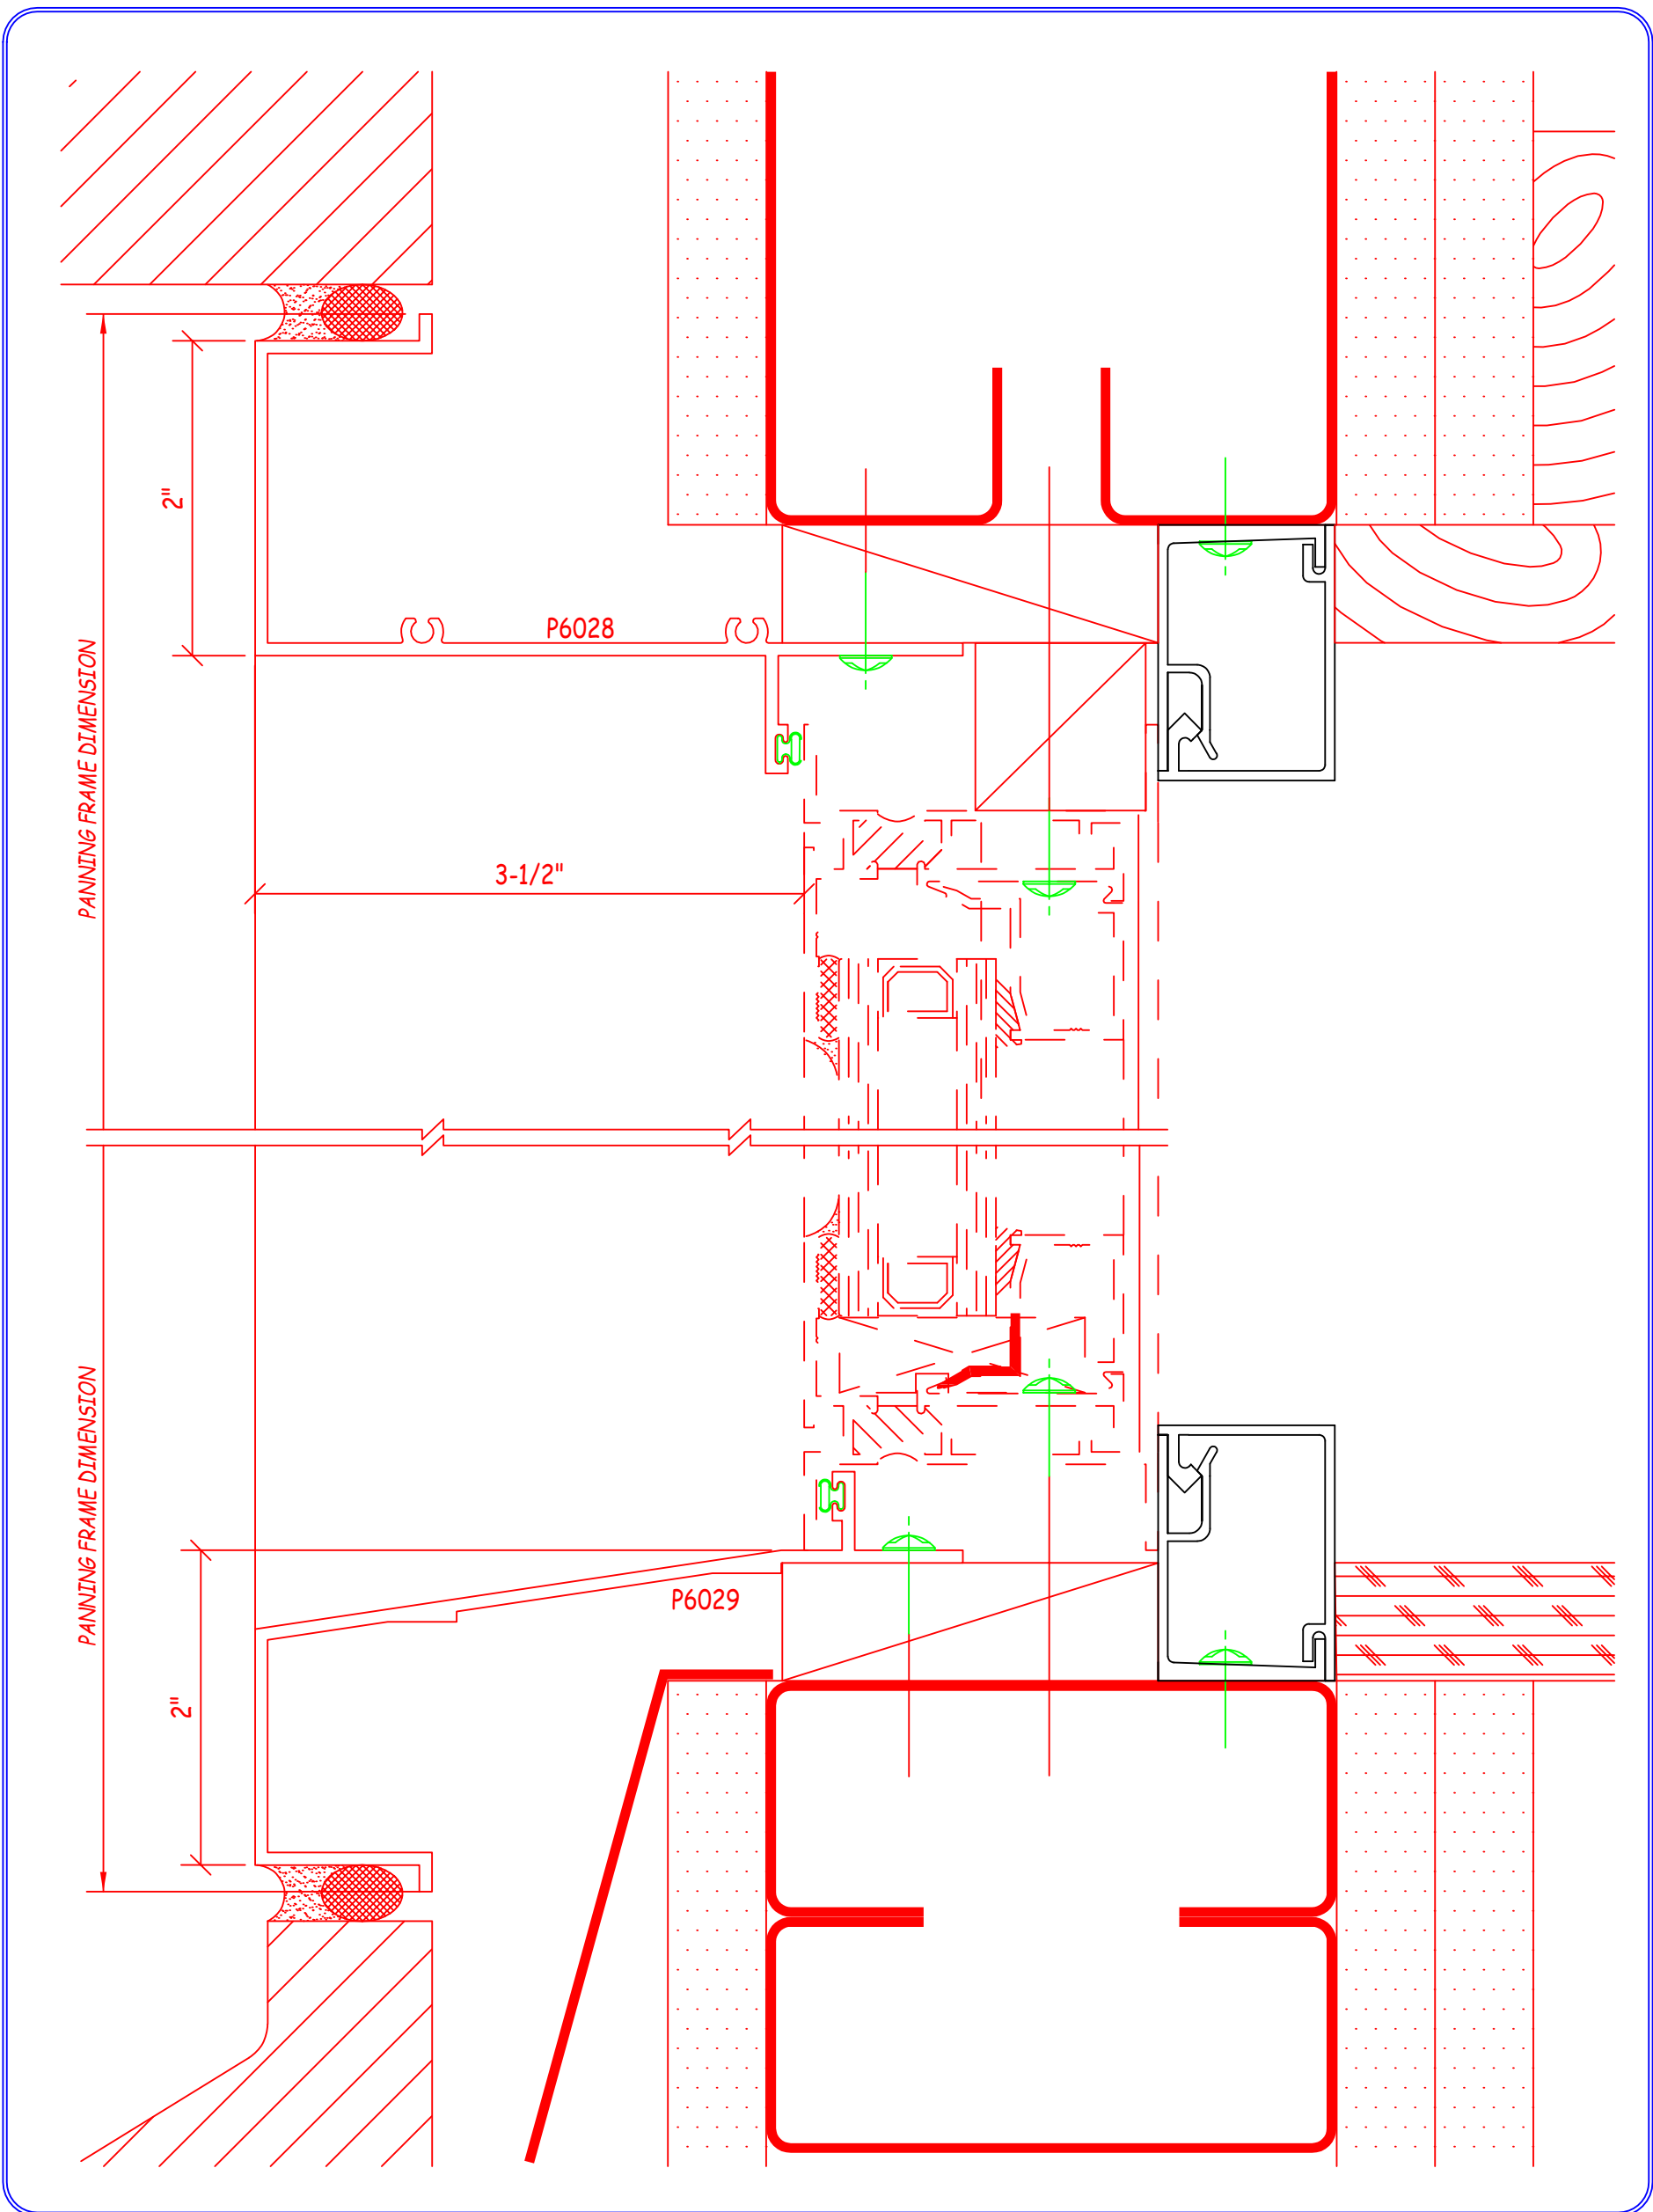 2"
P6028
PANNING FRAME DIMENSION
3-1/2"
PANNING FRAME DIMENSION
P6029
2"